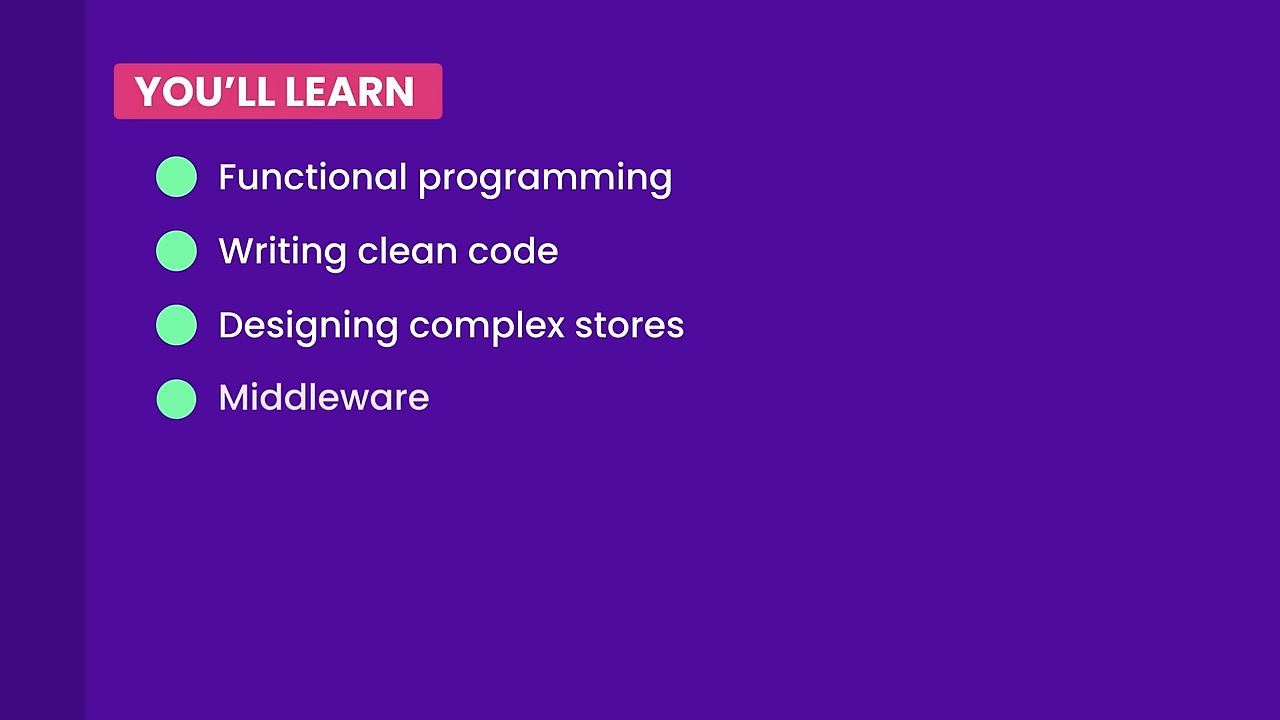 YOU’LL LEARN
Functional programming
Writing clean code
Designing complex stores
Middleware